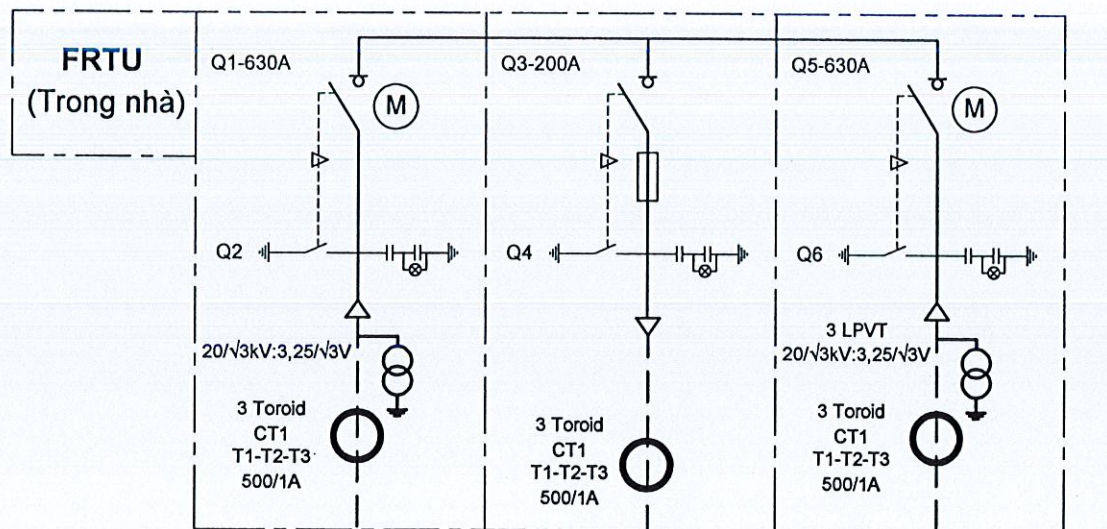 FRTU
(Trong nhà)
Q1-630A
M
Q2
20/√3kV:3,25/√3V
3 Toroid
CT1
T1-T2-T3
500/1A
Q3-200A
Q4
3 Toroid
CT1
T1-T2-T3
500/1A
Q5-630A
M
Q6
3 LPVT
20/√3kV:3,25/√3V
3 Toroid
CT1
T1-T2-T3
500/1A